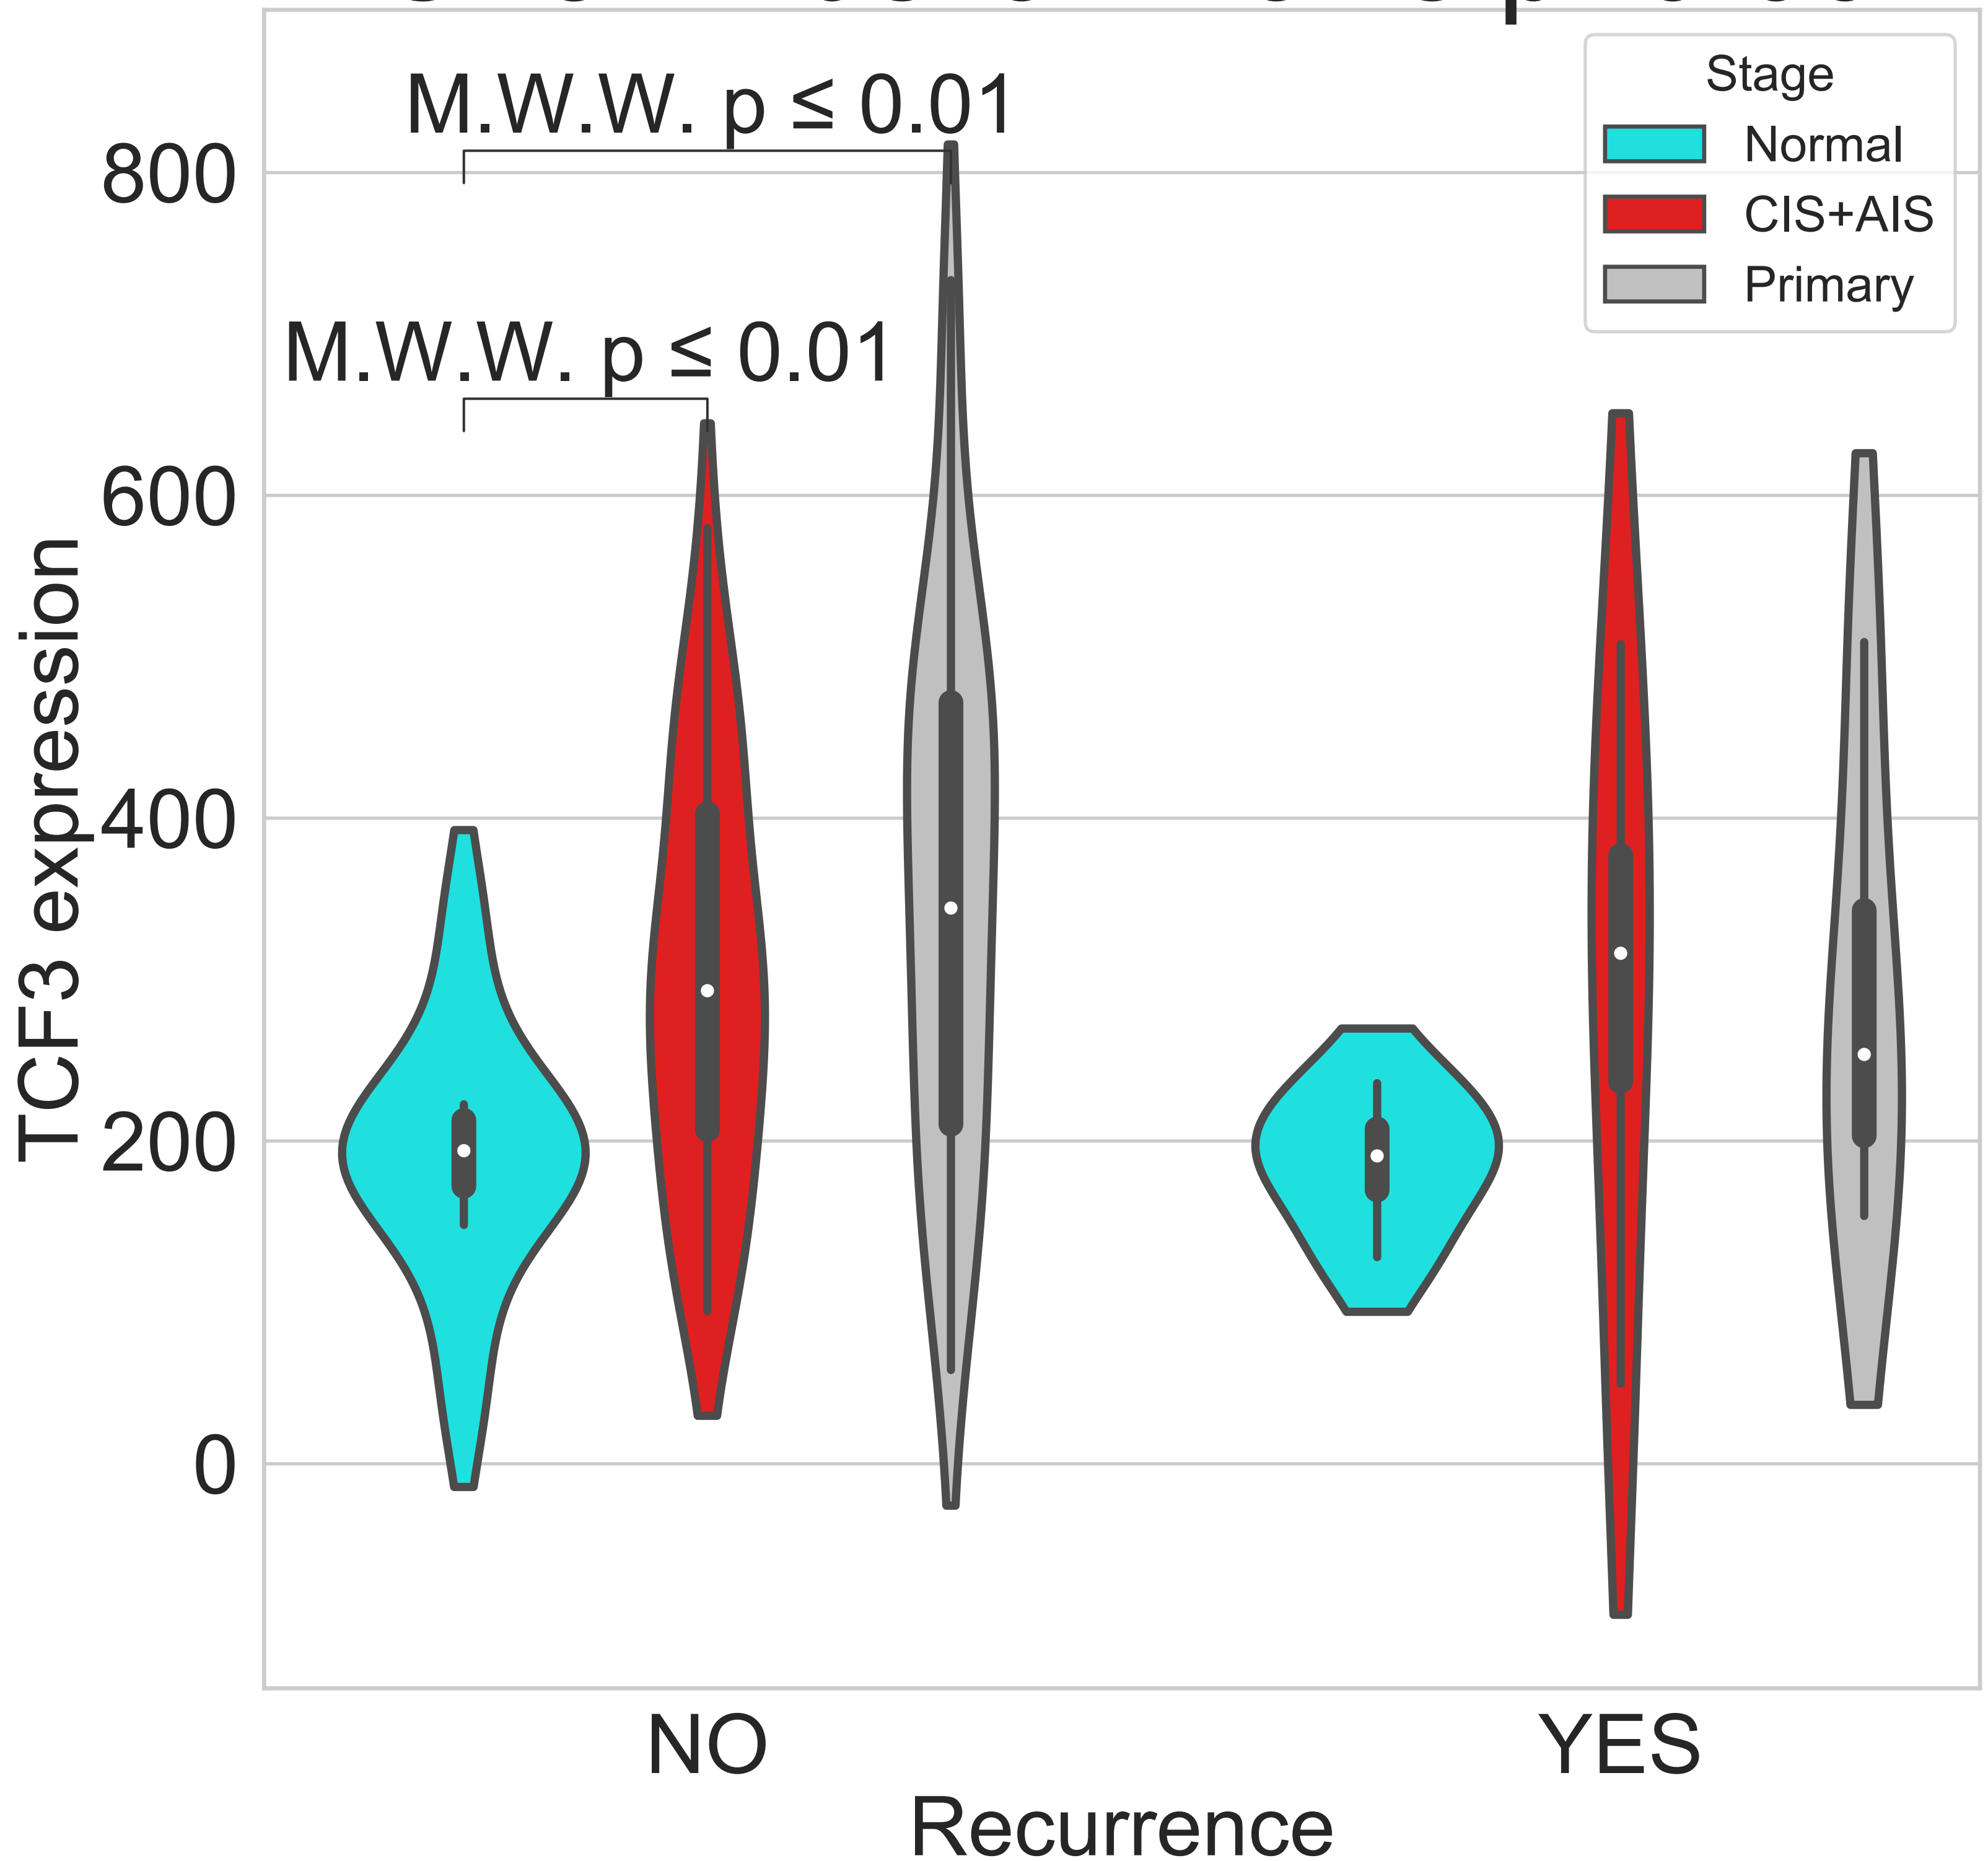 M.W.W. p ≤ 0.01
M.W.W. p ≤ 0.01
Stage
Normal
CIS+AIS
Primary
TCF3 expression
800
600
400
200
0
NO
YES
Recurrence